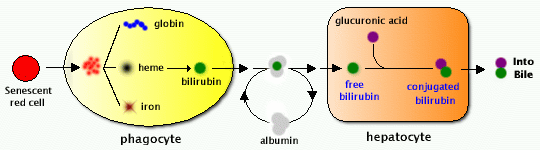 Senescent
red cell
globin
heme
iron
bilirubin
phagocyte
albumin
glucuronic acid
free
bilirubin
conjugated
bilirubin
hepatocyte
Into
Bile